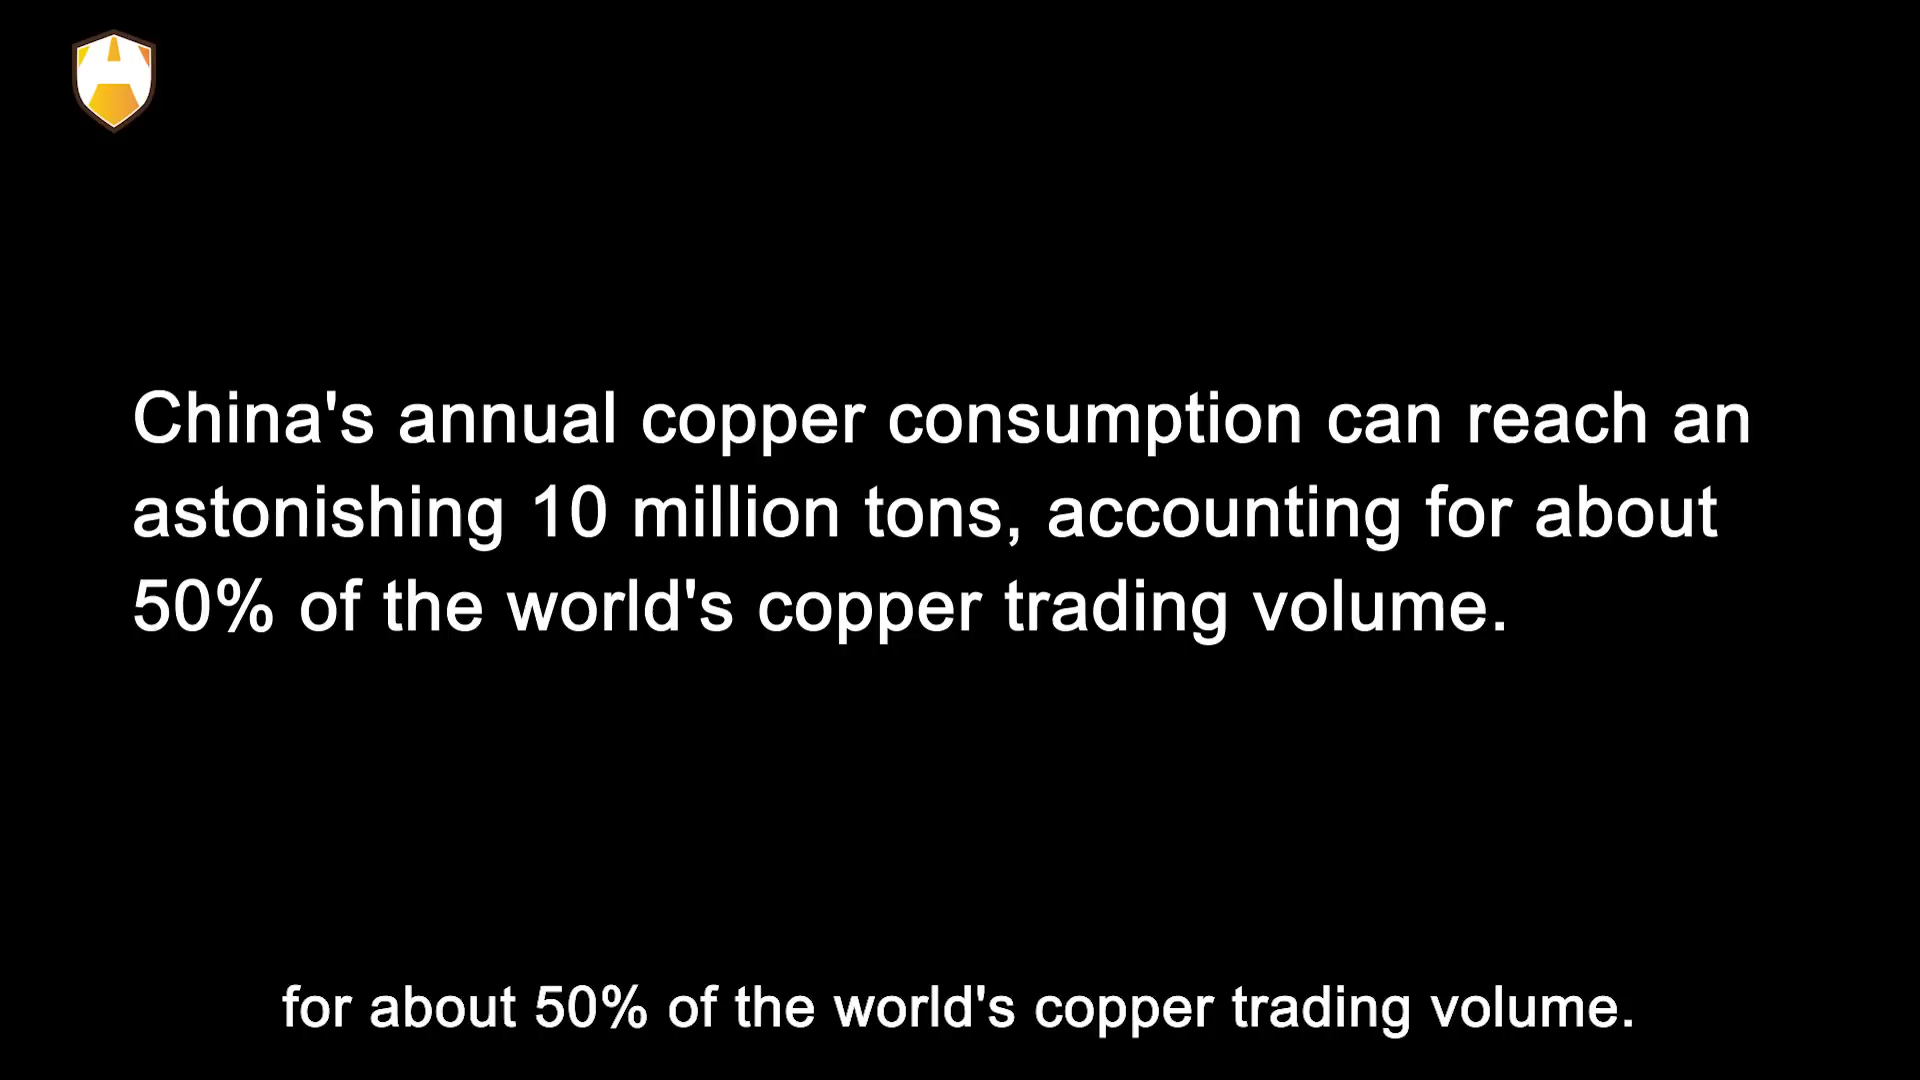 China's annual copper consumption can reach an
astonishing 10 million tons, accounting for about
50% of the world's copper trading volume.
for about 50% of the world's copper trading volume.